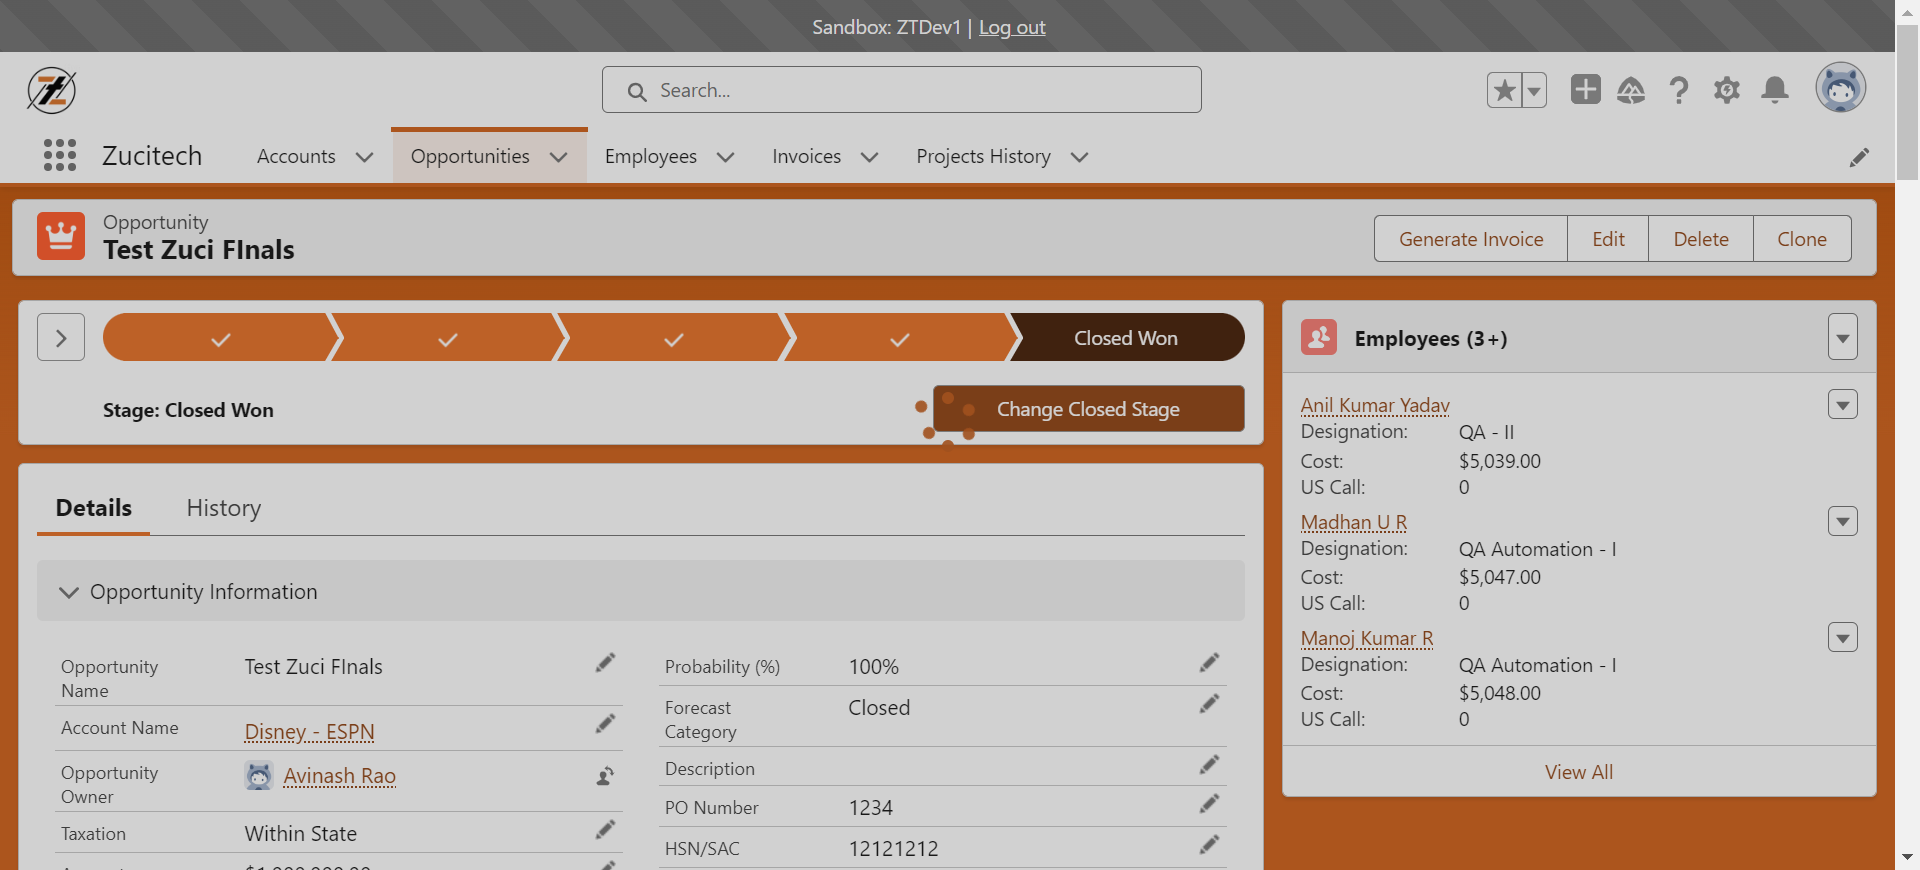 Sandbox: ZTDev1 | Log out
Search...
Zucitech
Accounts
Opportunities
Employees
Invoices
Projects History
Opportunity
Test Zuci FInals
Generate Invoice
Edit
Delete
Clone
Closed Won
Stage: Closed Won
Change Closed Stage
Details
History
Opportunity Information
Opportunity
Name
Test Zuci FInals
Account Name
Disney - ESPN
Opportunity
Owner
Avinash Rao
Taxation
Within State
Probability (%)
100%
Forecast
Category
Closed
Description
PO Number
1234
HSN/SAC
12121212
Employees (3+)
Anil Kumar Yadav
Designation:
QA - II
Cost:
$5,039.00
US Call:
0
Madhan U R
Designation:
QA Automation - I
Cost:
$5,047.00
US Call:
0
Manoj Kumar R
Designation:
QA Automation - I
Cost:
$5,048.00
US Call:
0
View All